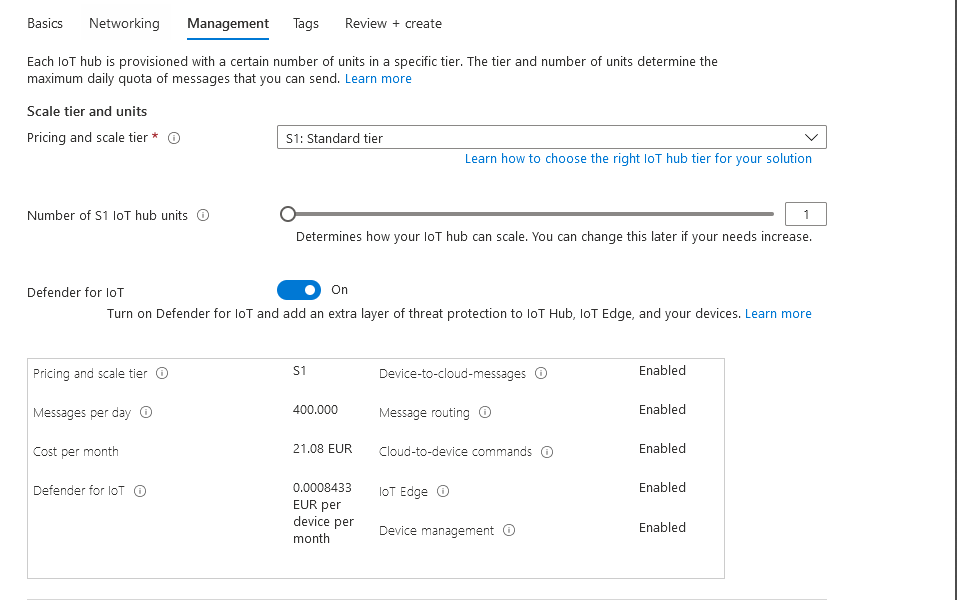 Basics Networking Management Tags Review + create
Each IoT hub is provisioned with a certain number of units in a specific tier. The tier and number of units determine the
maximum daily quota of messages that you can send. Learn more
Scale tier and units
Pricing and scale tier *
S1: Standard tier
Learn how to choose the right IoT hub tier for your solution
Number of S1 IoT hub units
1
Determines how your IoT hub can scale. You can change this later if your needs increase.
Defender for IoT
On
Turn on Defender for IoT and add an extra layer of threat protection to IoT Hub, IoT Edge, and your devices. Learn more
Pricing and scale tier S1
Messages per day 400.000
Cost per month 21.08 EUR
Defender for IoT 0.0008433
EUR per
device per
month
Device-to-cloud-messages Enabled
Message routing Enabled
Cloud-to-device commands Enabled
IoT Edge Enabled
Device management Enabled